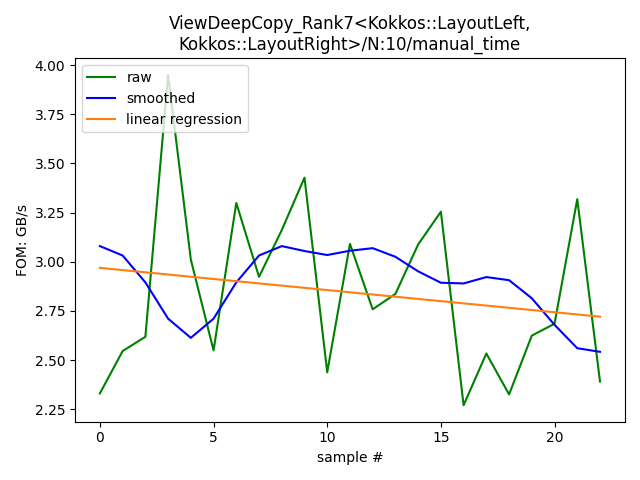 ViewDeepCopy_Rank7<Kokkos::LayoutLeft,
Kokkos::LayoutRight>/N:10/manual_time
raw
smoothed
linear regression
FOM: GB/s
4.00
3.75
3.50
3.25
3.00
2.75
2.50
2.25
0 5 10 15 20
sample #